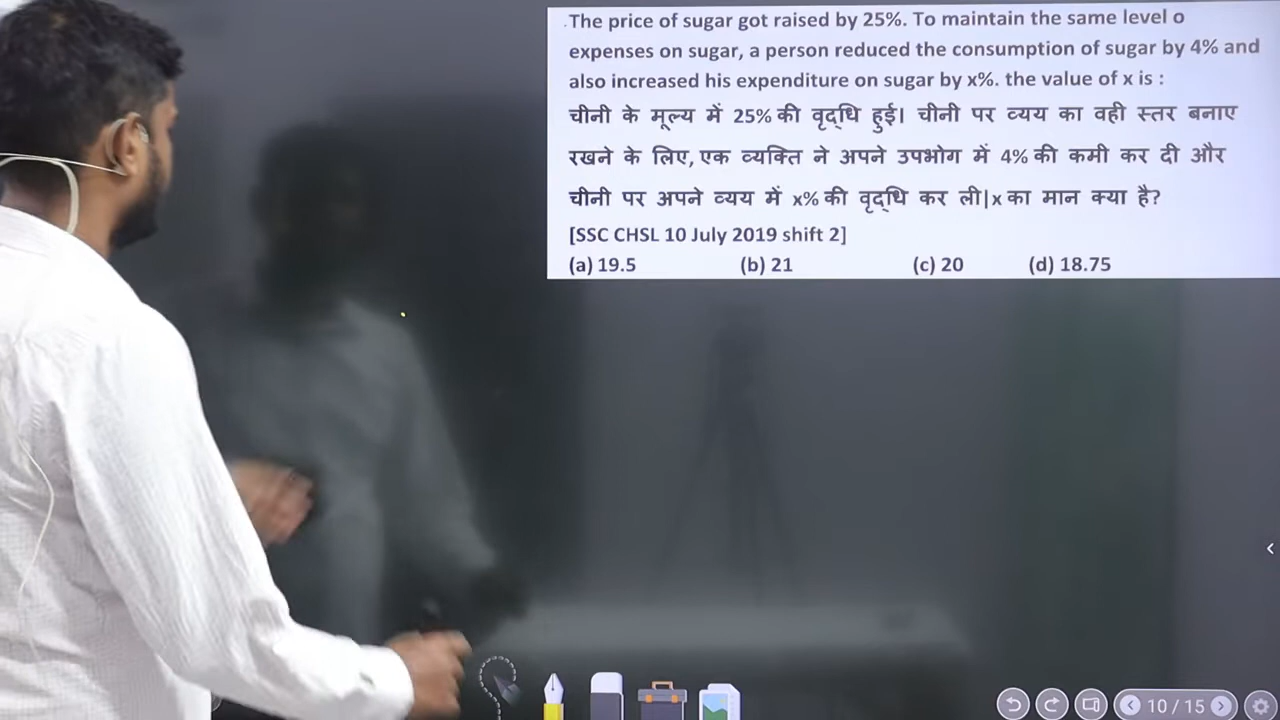 The price of sugar got raised by 25%. To maintain the same level o
expenses on sugar, a person reduced the consumption of sugar by 4% and
also increased his expenditure on sugar by x%. the value of x is :
चीनी के मूल्य में 25% की वृद्धि हुई। चीनी पर व्यय का वही स्तर बनाए
रखने के लिए, एक व्यक्ति ने अपने उपभोग में 4% की कमी कर दी और
चीनी पर अपने व्यय में x% की वृद्धि कर ली|x का मान क्या है?
[SSC CHSL 10 July 2019 shift 2]
(a) 19.5 (b) 21 (c) 20 (d) 18.75
10 / 15